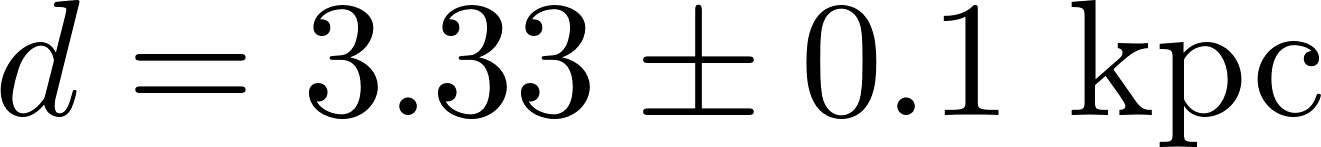 d = 3.33 ± 0.1 kpc